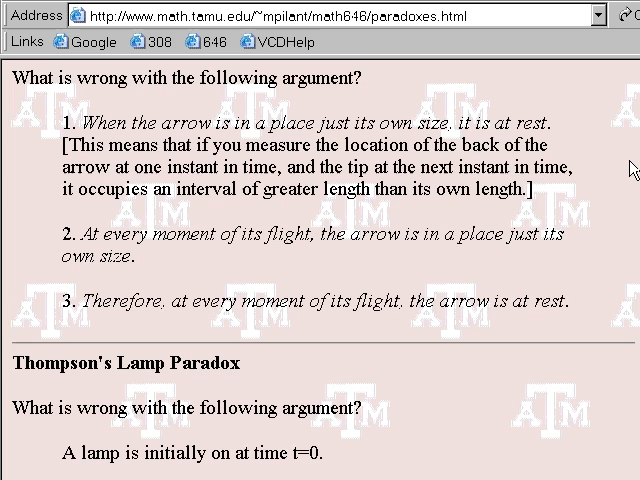 Address http://www.math.tamu.edu/~mpilant/math646/paradoxes.html
Links Google 308 646 VCDHelp
What is wrong with the following argument?
1. When the arrow is in a place just its own size, it is at rest.
[This means that if you measure the location of the back of the
arrow at one instant in time, and the tip at the next instant in time,
it occupies an interval of greater length than its own length.]
2. At every moment of its flight, the arrow is in a place just its
own size.
3. Therefore, at every moment of its flight, the arrow is at rest.
Thompson's Lamp Paradox
What is wrong with the following argument?
A lamp is initially on at time t=0.